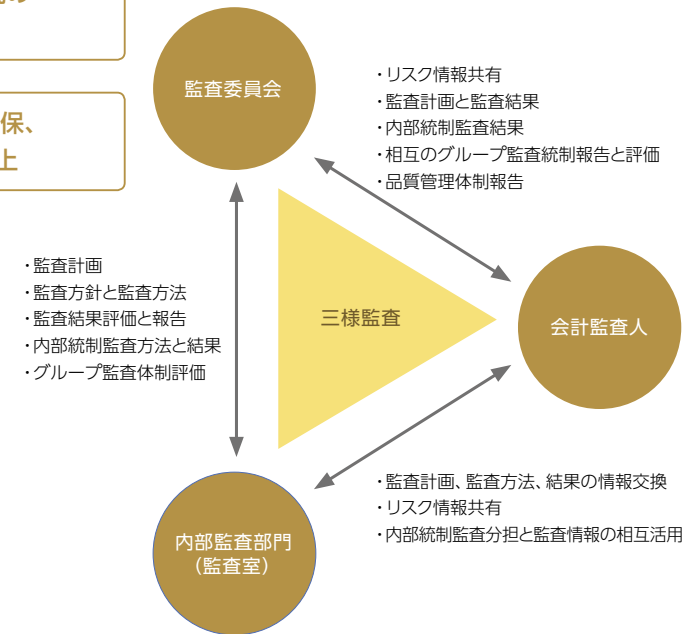 保、
上
監査委員会
・リスク情報共有
・監査計画と監査結果
・内部統制監査結果
・相互のグループ監査統制報告と評価
・品質管理体制報告
・監査計画
・監査方針と監査方法
・監査結果評価と報告
・内部統制監査方法と結果
・グループ監査体制評価
三様監査
会計監査人
・監査計画、監査方法、結果の情報交換
・リスク情報共有
・内部統制監査分担と監査情報の相互活用
内部監査部門
（監査室）